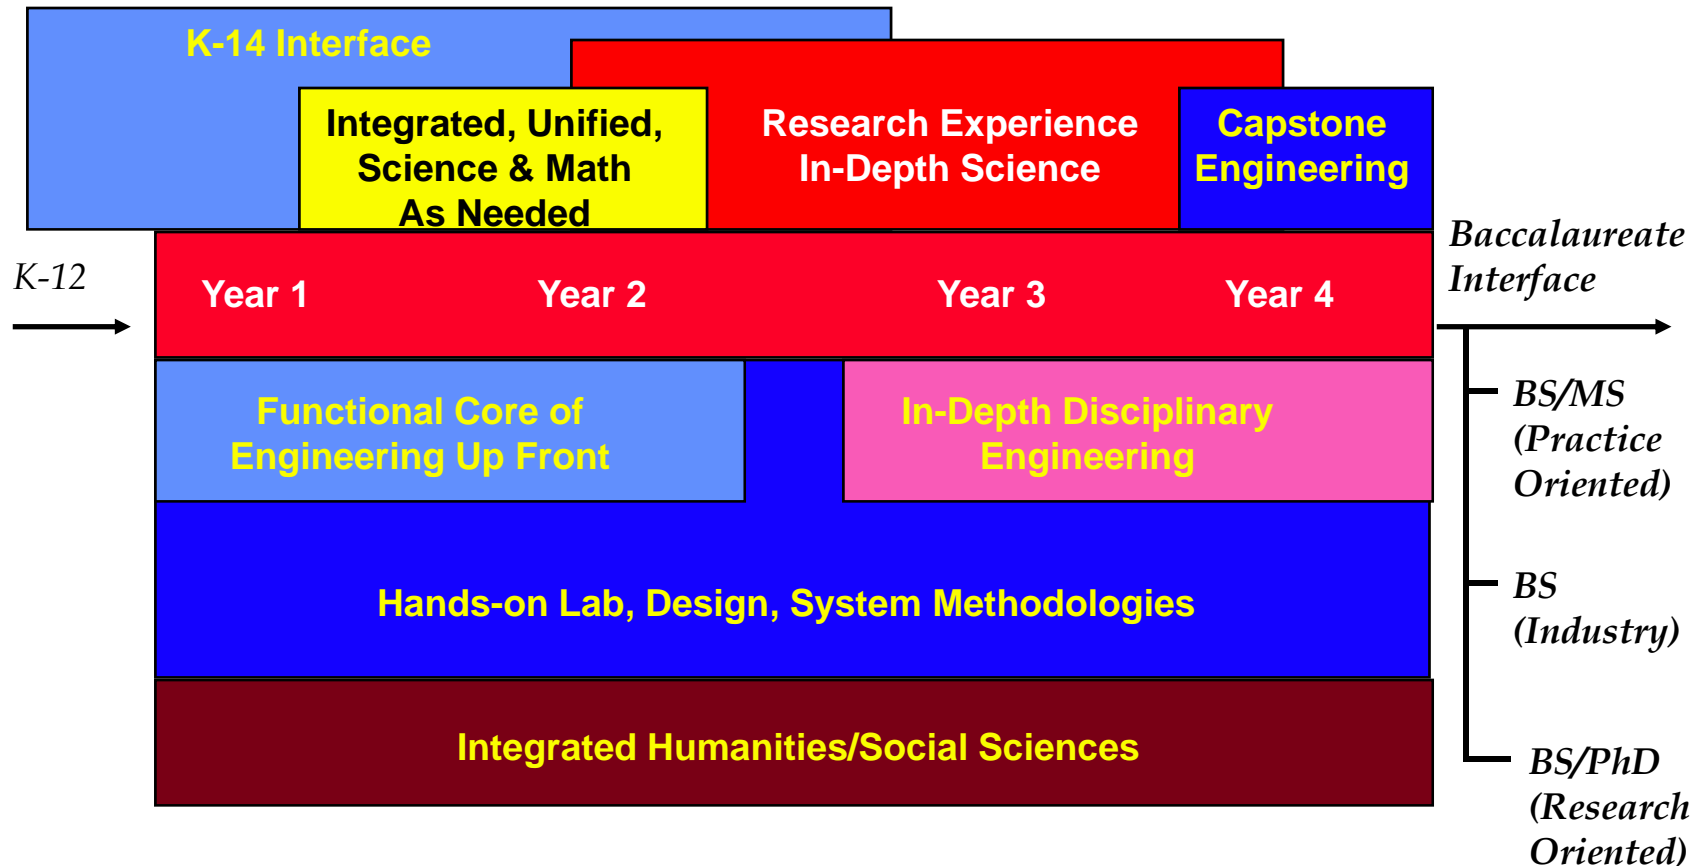 K-14 Interface
Integrated, Unified,
Science & Math
As Needed
Research Experience
In-Depth Science
Capstone
Engineering
K-12
Year 1
Year 2
Year 3
Year 4
Baccalaureate
Interface
Functional Core of
Engineering Up Front
In-Depth Disciplinary
Engineering
BS/MS
(Practice
Oriented)
Hands-on Lab, Design, System Methodologies
BS
(Industry)
Integrated Humanities/Social Sciences
BS/PhD
(Research
Oriented)